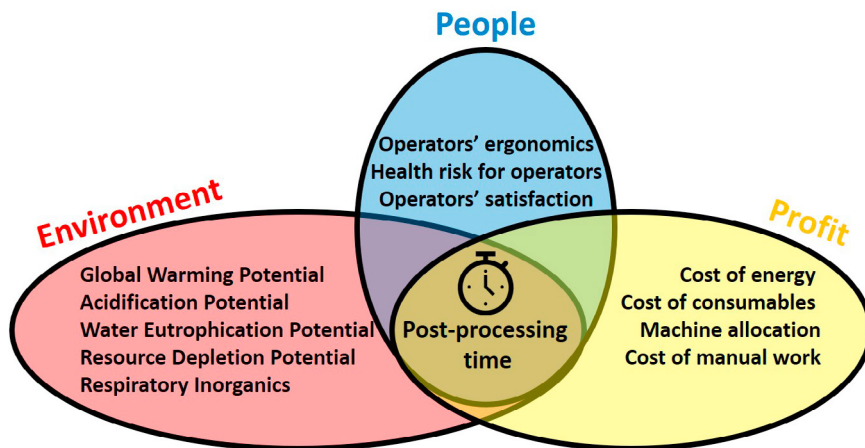 People
Operators’ ergonomics
Health risk for operators
Operators’ satisfaction
Environment
Global Warming Potential
Acidification Potential
Water Eutrophication Potential
Resource Depletion Potential
Respiratory Inorganics
Post-processing
time
Profit
Cost of energy
Cost of consumables
Machine allocation
Cost of manual work